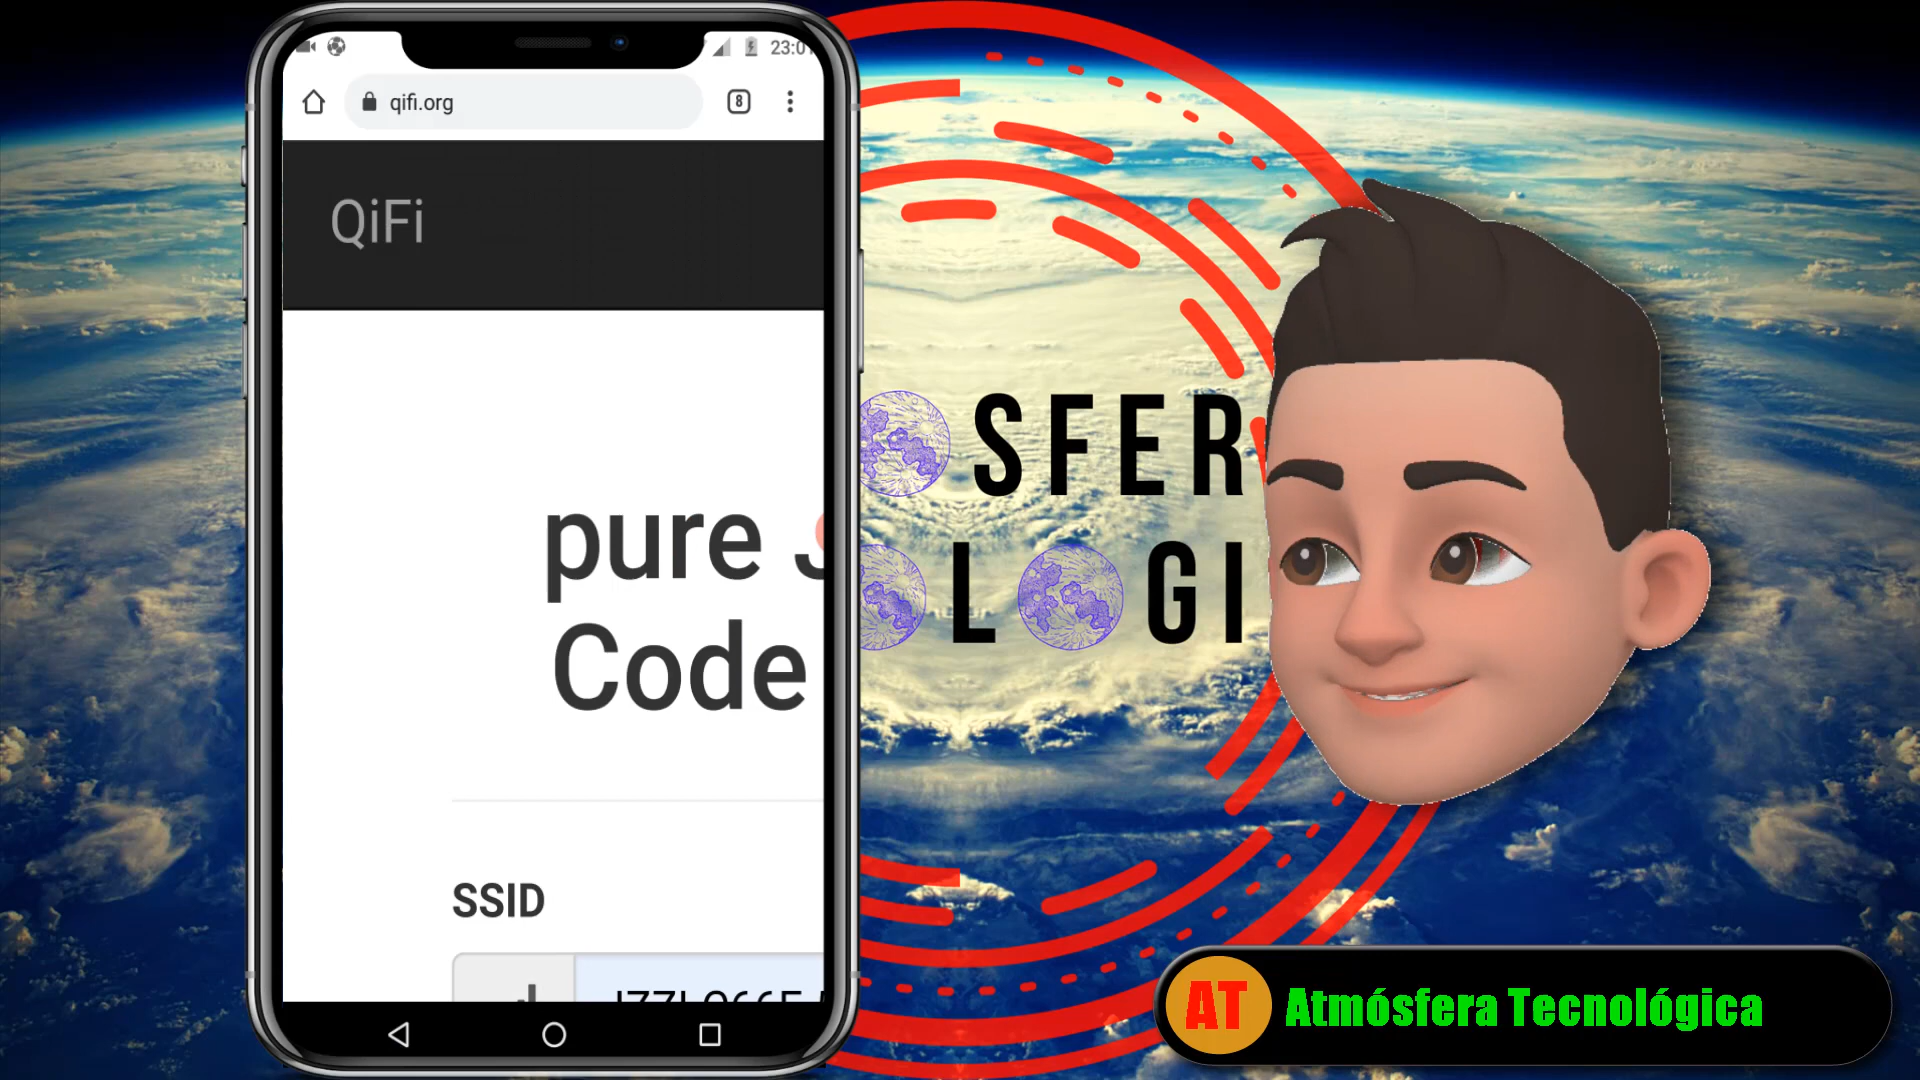 23:0
qifi.org
8
QiFi
pure
Code
SSID
SFER
L GI
AT Atmósfera Tecnológica